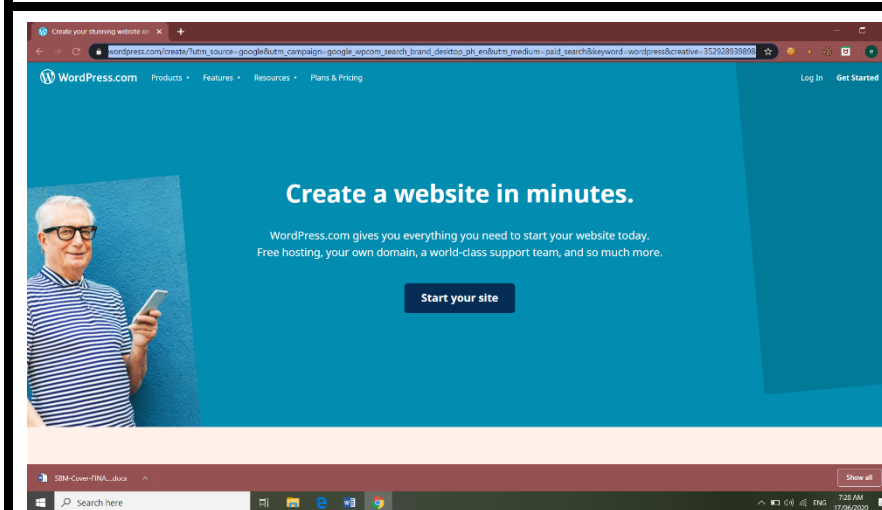 Create your stunning website on
wordpress.com/create/?utm_source=google&utm_campaign=google_wpcom_search_brand_desktop_ph_en&utm_medium=paid_search&keyword=wordpress&creative=352928939898
WordPress.com Products Features Resources Plans & Pricing Log In Get Started
Create a website in minutes.
WordPress.com gives you everything you need to start your website today.
Free hosting, your own domain, a world-class support team, and so much more.
Start your site
SBM-Cover-FINA....docx Show all
Search here ENG 7:28 AM
17/06/2020